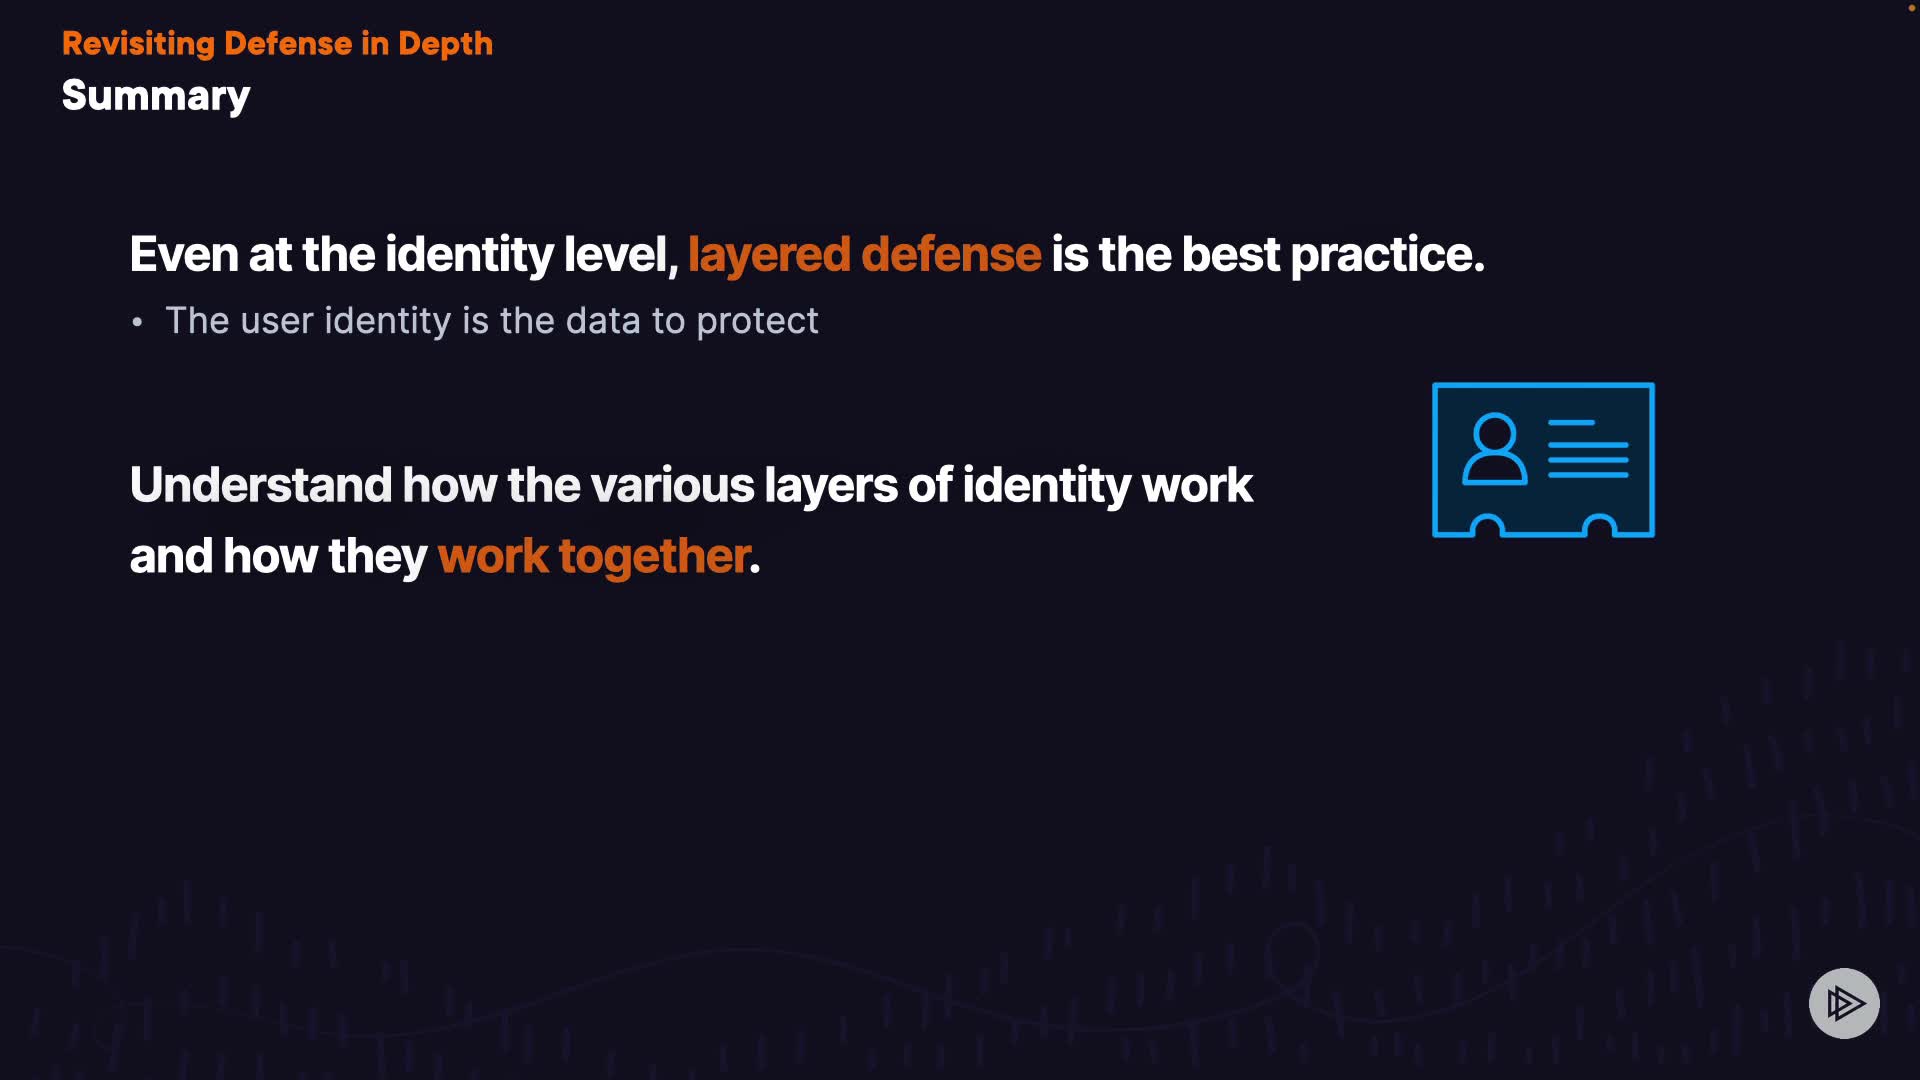 Revisiting Defense in Depth
Summary
Even at the identity level, layered defense is the best practice.
• The user identity is the data to protect
Understand how the various layers of identity work
and how they work together.